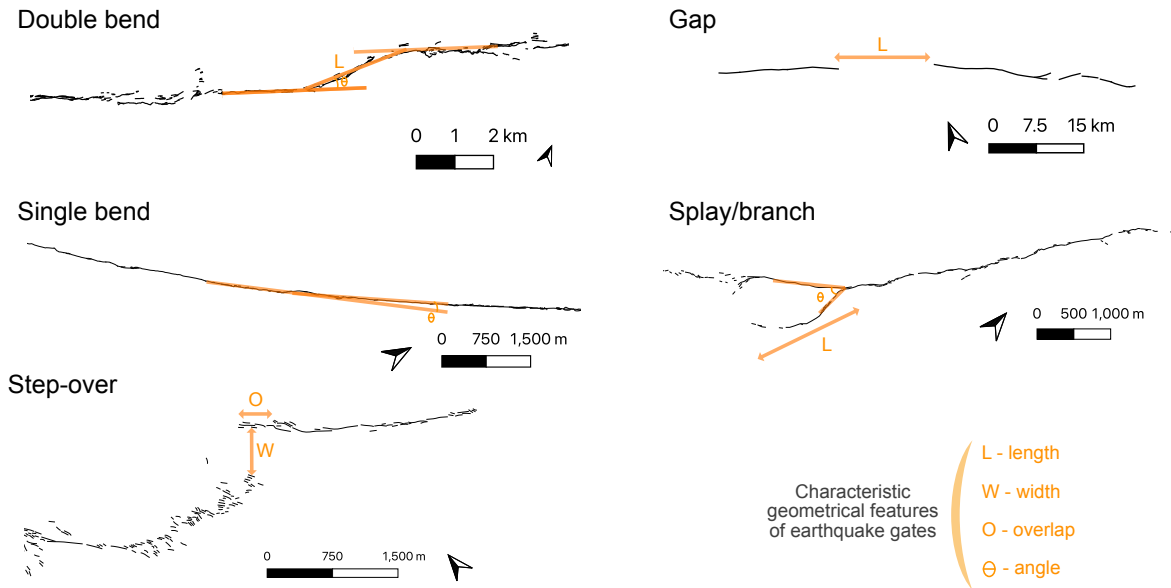 Double bend
L
θ
0 1 2 km
Gap
L
0 7.5 15 km
Single bend
θ
0 750 1,500 m
Splay/branch
θ
L
0 500 1,000 m
Step-over
O
W
0 750 1,500 m
Characteristic
geometrical features
of earthquake gates
L - length
W - width
O - overlap
θ - angle